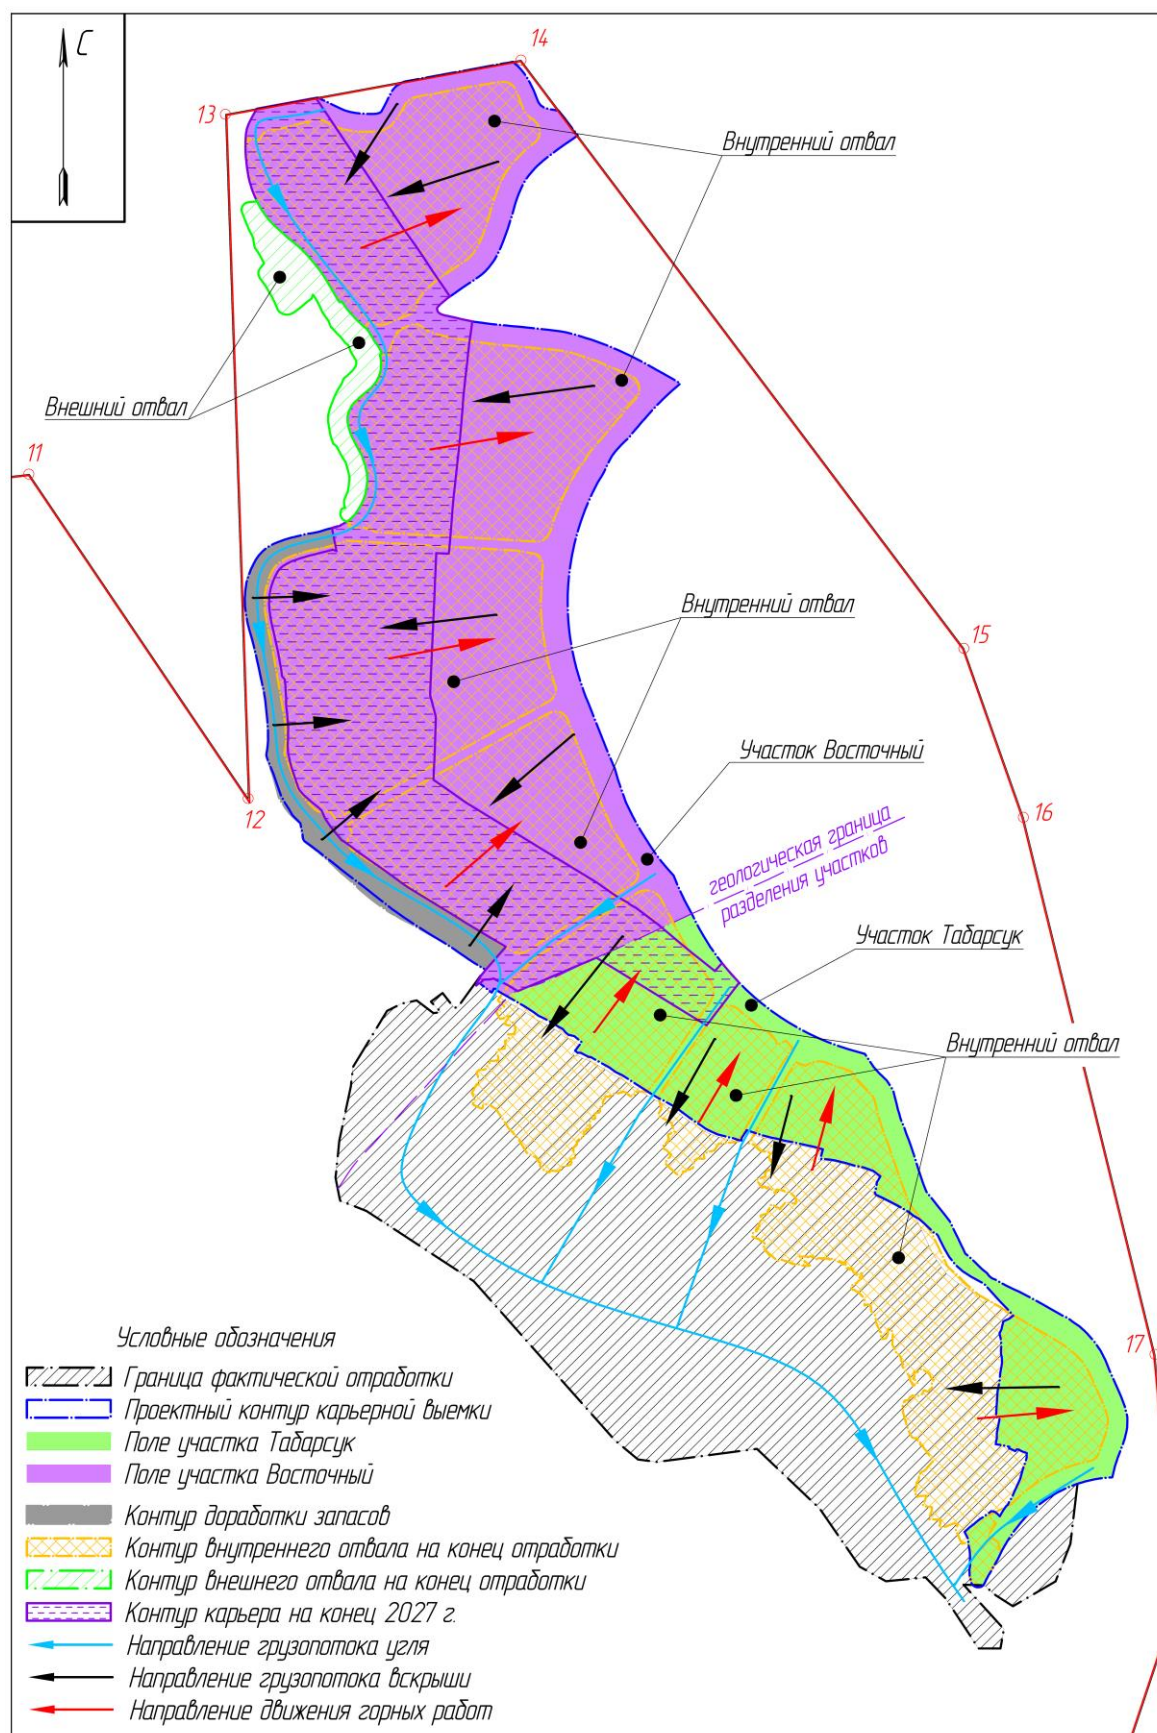 С
14
13
Внутренний отвал
Внешний отвал
11
Внутренний отвал
15
Участок Восточный
12
16
геологическая граница
разделения участков
Участок Табарсук
Внутренний отвал
17
Условные обозначения
Граница фактической отработки
Проектный контур карьерной выемки
Поле участка Табарсук
Поле участка Восточный
Контур доработки запасов
Контур внутреннего отвала на конец отработки
Контур внешнего отвала на конец отработки
Контур карьера на конец 2027 г.
Направление грузопотока угля
Направление грузопотока вскрыши
Направление движения горных работ